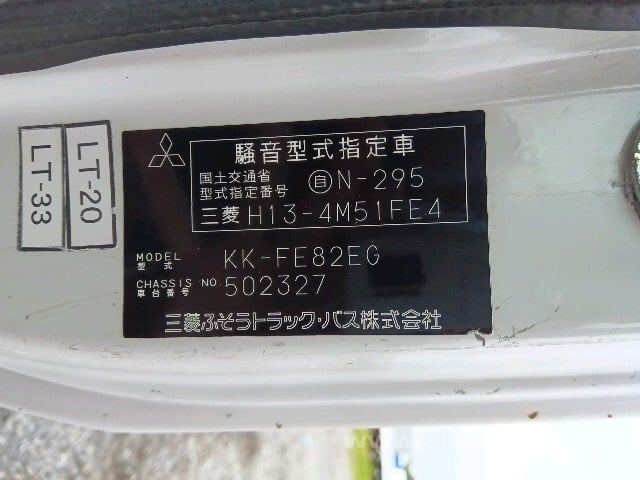 騒音型式指定車
国土交通省
型式指定番号 自N-295
三菱 H13-4M51FE4
MODEL
型式 KK-FE82EG
CHASSIS NO.
車台番号 502327
三菱ふそうトラック・バス株式会社
LT-20
LT-33